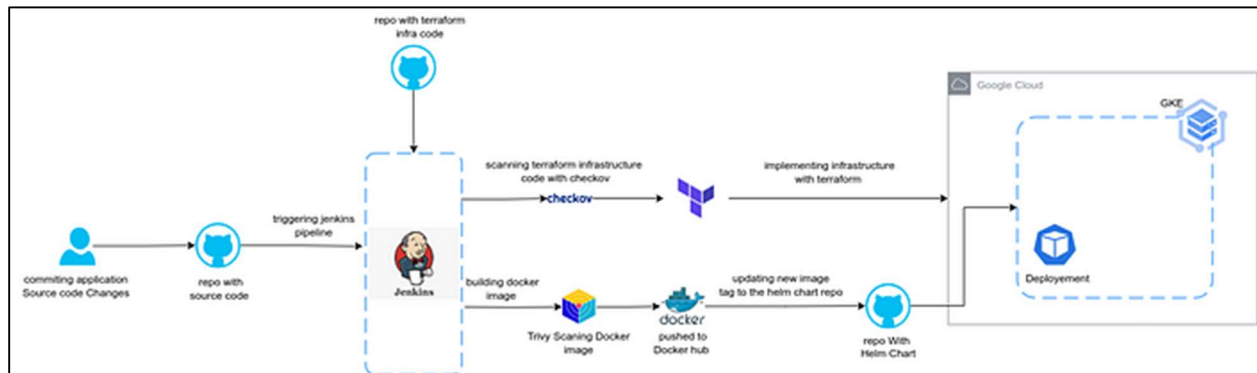 repo with terraform
infra code
Google Cloud
GKE
scanning terraform infrastructure
code with checkov
checkov
implementing infrastructure
with terraform
triggering jenkins
pipeline
commiting application
Source code Changes
repo with
source code
Jenkins
building docker
image
Trivy Scaning Docker
image
docker
pushed to
Docker hub
updating new image
tag to the helm chart repo
repo With
Helm Chart
Deployement